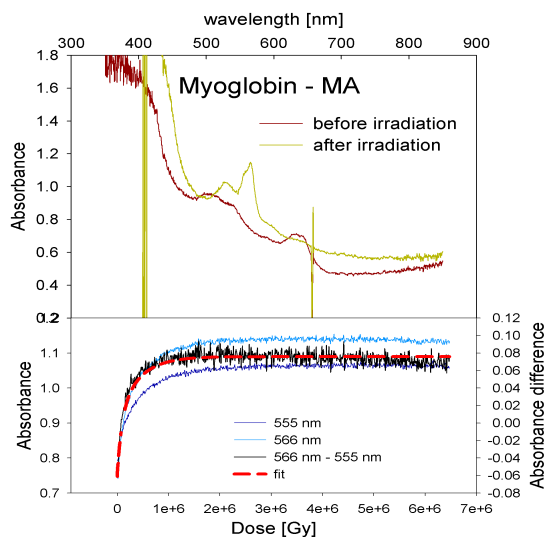 wavelength [nm]
300 400 500 600 700 800 900
1.8
1.6
1.4
1.2
1.0
0.8
0.6
0.4
0.2
Absorbance
Myoglobin - MA
before irradiation
after irradiation
1.2
1.1
1.0
0.9
0.8
0.7
Absorbance
0.12
0.10
0.08
0.06
0.04
0.02
0.00
-0.02
-0.04
-0.06
-0.08
Absorbance difference
555 nm
566 nm
566 nm - 555 nm
fit
0 1e+6 2e+6 3e+6 4e+6 5e+6 6e+6 7e+6
Dose [Gy]